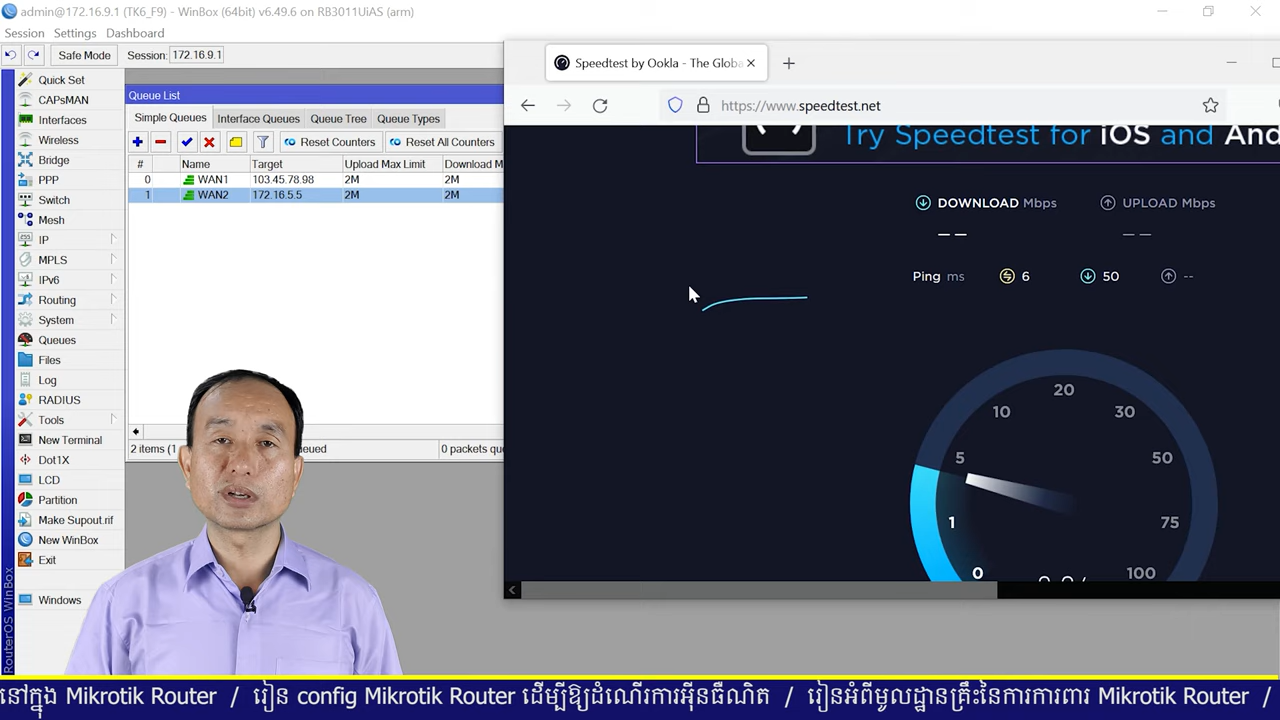 admin@172.16.9.1 (TK6_F9) - WinBox (64bit) v6.49.6 on RB3011UiAS (arm)
Session Settings Dashboard
Safe Mode Session: 172.16.9.1
Quick Set
CAPsMAN
Interfaces
Wireless
Bridge
PPP
Switch
Mesh
IP
MPLS
IPv6
Routing
System
Queues
Files
Log
RADIUS
Tools
New Terminal
Dot1X
LCD
Partition
Make Supout.rif
New WinBox
Exit
Windows
RouterOS WinBox
Queue List
Simple Queues Interface Queues Queue Tree Queue Types
Reset Counters Reset All Counters
# Name Target Upload Max Limit Download M
0 WAN1 103.45.78.98 2M 2M
1 WAN2 172.16.5.5 2M 2M
2 items (1 ueued 0 packets que
Speedtest by Ookla - The Globa
https://www.speedtest.net
Try Speedtest for iOS and And
DOWNLOAD Mbps UPLOAD Mbps
Ping ms 6 50 --
0
1
5
10
20
30
50
75
100
នៅក្នុង Mikrotik Router / រៀន config Mikrotik Router ដើម្បីឱ្យដំណើរការអ៊ីនធឺណិត / រៀនអំពីមូលដ្ឋានគ្រឹះនៃការការពារ Mikrotik Router /